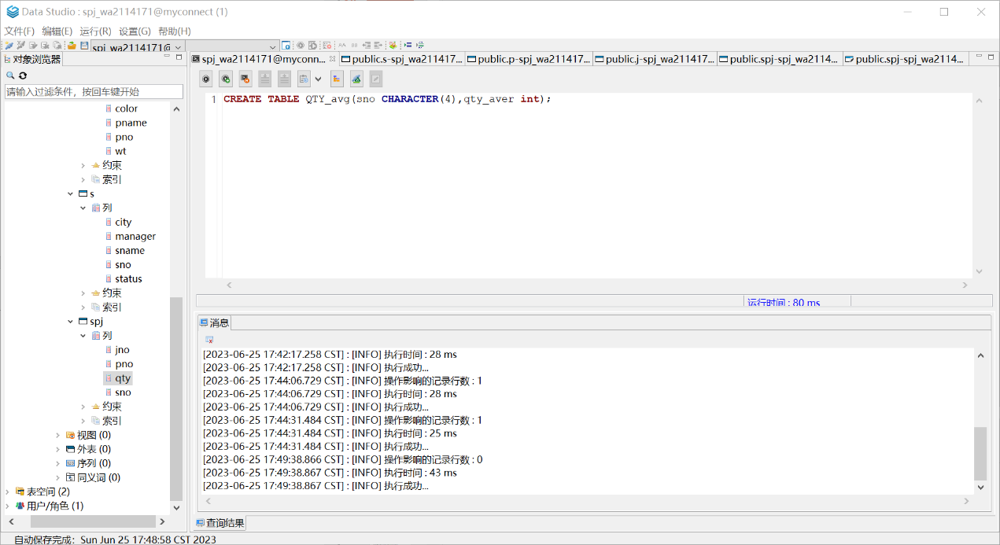 Data Studio : spj_wa2114171@myconnect (1)
文件(F) 编辑(E) 运行(R) 设置(G) 帮助(H)
spj_wa2114171@
对象浏览器
请输入过滤条件，按回车键开始
color
pname
pno
wt
约束
索引
s
列
city
manager
sname
sno
status
约束
索引
spj
列
jno
pno
qty
sno
约束
索引
视图 (0)
外表 (0)
序列 (0)
同义词 (0)
表空间 (2)
用户/角色 (1)
spj_wa2114171@myconn... public.s-spj_wa211417... public.p-spj_wa211417... public.j-spj_wa211417... public.spj-spj_wa2114... public.spj-spj_wa2114...
1 CREATE TABLE QTY_avg(sno CHARACTER(4),qty_aver int);
运行时间 : 80 ms
消息
[2023-06-25 17:42:17.258 CST] : [INFO] 执行时间 : 28 ms
[2023-06-25 17:42:17.258 CST] : [INFO] 执行成功...
[2023-06-25 17:44:06.729 CST] : [INFO] 操作影响的记录行数 : 1
[2023-06-25 17:44:06.729 CST] : [INFO] 执行时间 : 28 ms
[2023-06-25 17:44:06.729 CST] : [INFO] 执行成功...
[2023-06-25 17:44:31.484 CST] : [INFO] 操作影响的记录行数 : 1
[2023-06-25 17:44:31.484 CST] : [INFO] 执行时间 : 25 ms
[2023-06-25 17:44:31.484 CST] : [INFO] 执行成功...
[2023-06-25 17:49:38.866 CST] : [INFO] 操作影响的记录行数 : 0
[2023-06-25 17:49:38.867 CST] : [INFO] 执行时间 : 43 ms
[2023-06-25 17:49:38.867 CST] : [INFO] 执行成功...
查询结果
自动保存完成：Sun Jun 25 17:48:58 CST 2023